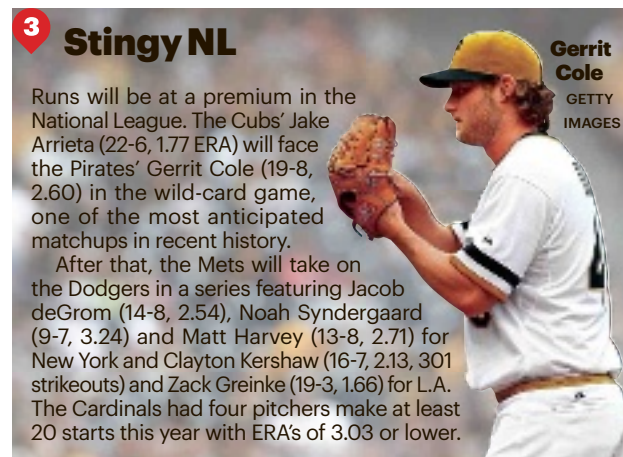 3
Stingy NL
Gerrit
Cole
GETTY
IMAGES
Runs will be at a premium in the
National League. The Cubs’ Jake
Arrieta (22-6, 1.77 ERA) will face
the Pirates’ Gerrit Cole (19-8,
2.60) in the wild-card game,
one of the most anticipated
matchups in recent history.
After that, the Mets will take on
the Dodgers in a series featuring Jacob
deGrom (14-8, 2.54), Noah Syndergaard
(9-7, 3.24) and Matt Harvey (13-8, 2.71) for
New York and Clayton Kershaw (16-7, 2.13, 301
strikeouts) and Zack Greinke (19-3, 1.66) for L.A.
The Cardinals had four pitchers make at least
20 starts this year with ERA’s of 3.03 or lower.